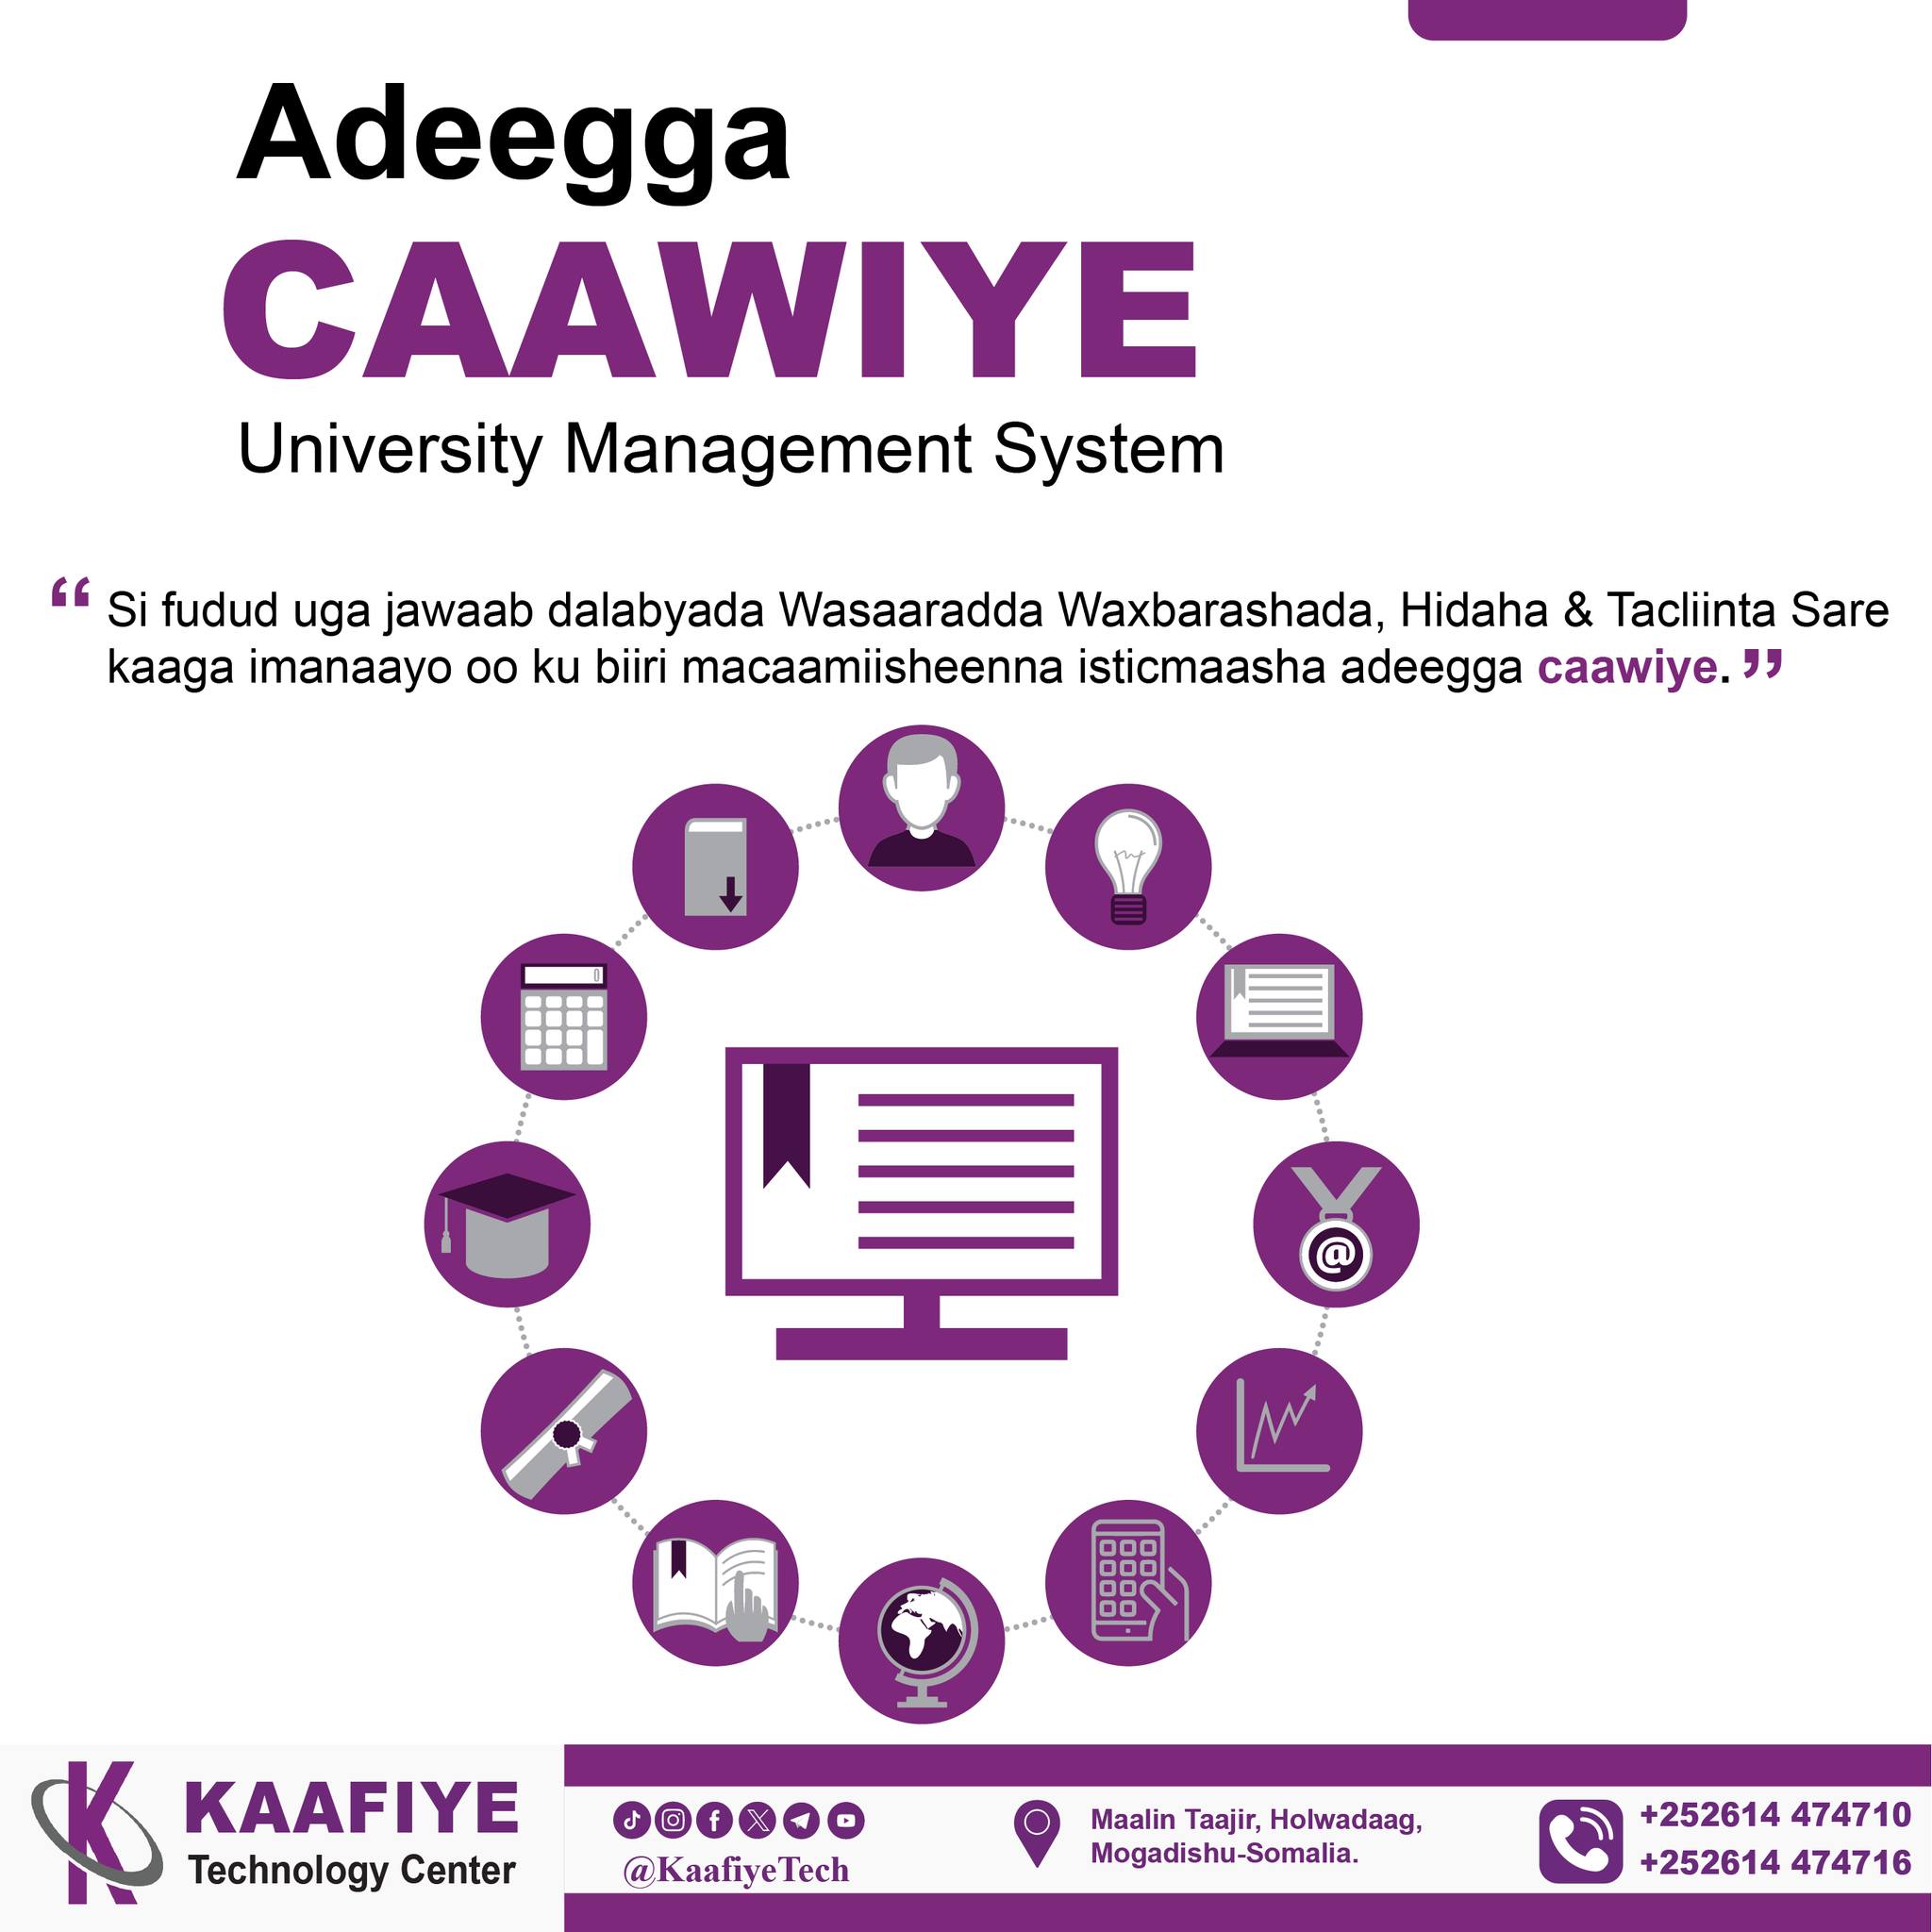 Adeegga
CAAWIYE
University Management System
“ Si fudud uga jawaab dalabyada Wasaaradda Waxbarashada, Hidaha & Tacliinta Sare
kaaga imanaayo oo ku biiri macaamiisheenna isticmaasha adeegga caawiye. ”
@
KAAFIYE
Technology Center
@KaafiyeTech
Maalin Taajir, Holwadaag,
Mogadishu-Somalia.
+252614 474710
+252614 474716